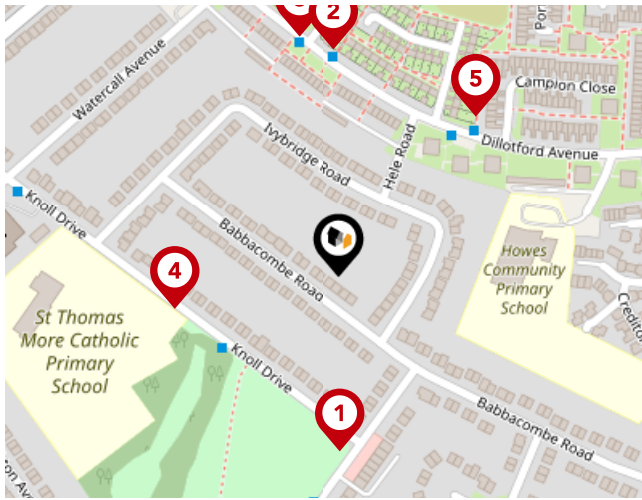 2
Watercall Avenue
5
Campion Close
Ivybridge Road
Hele Road
Dillotford Avenue
Knoll Drive
Babbacombe Road
Howes
Community
Primary
School
4
St Thomas
More Catholic
Primary
School
Knoll Drive
1
Babbacombe Road